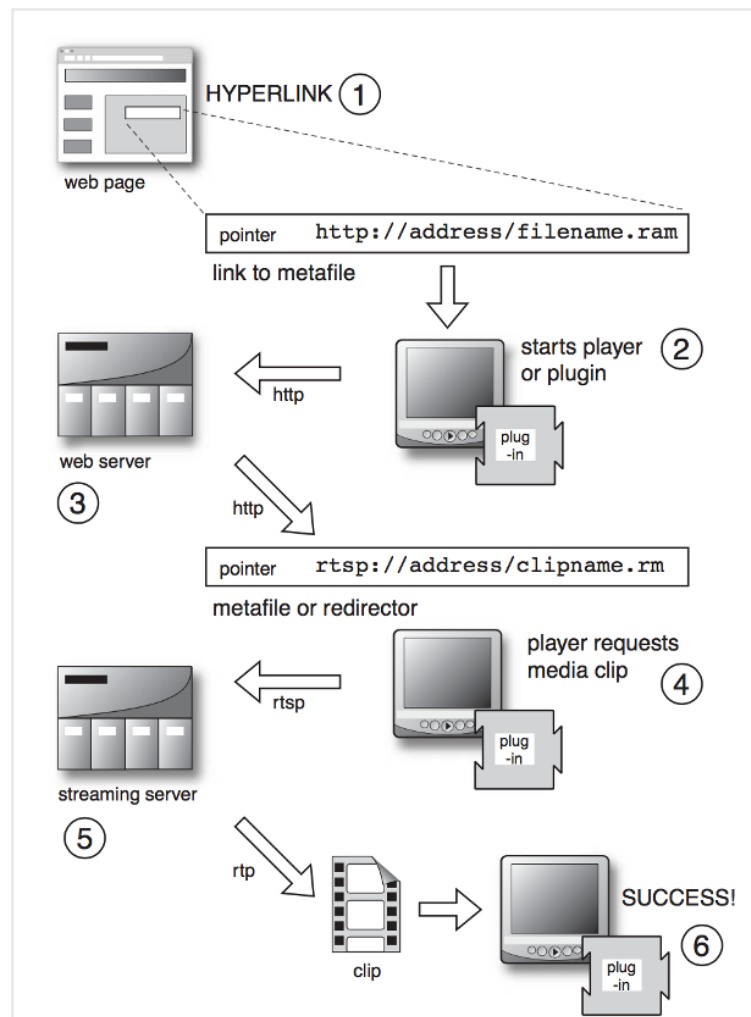 HYPERLINK 1
web page
pointer http://address/filename.ram
link to metafile
starts player 2
or plugin
http
plug
-in
web server
3
http
pointer rtsp://address/clipname.rm
metafile or redirector
player requests
media clip 4
rtsp
plug
-in
streaming server
5
rtp
SUCCESS!
6
clip
plug
-in